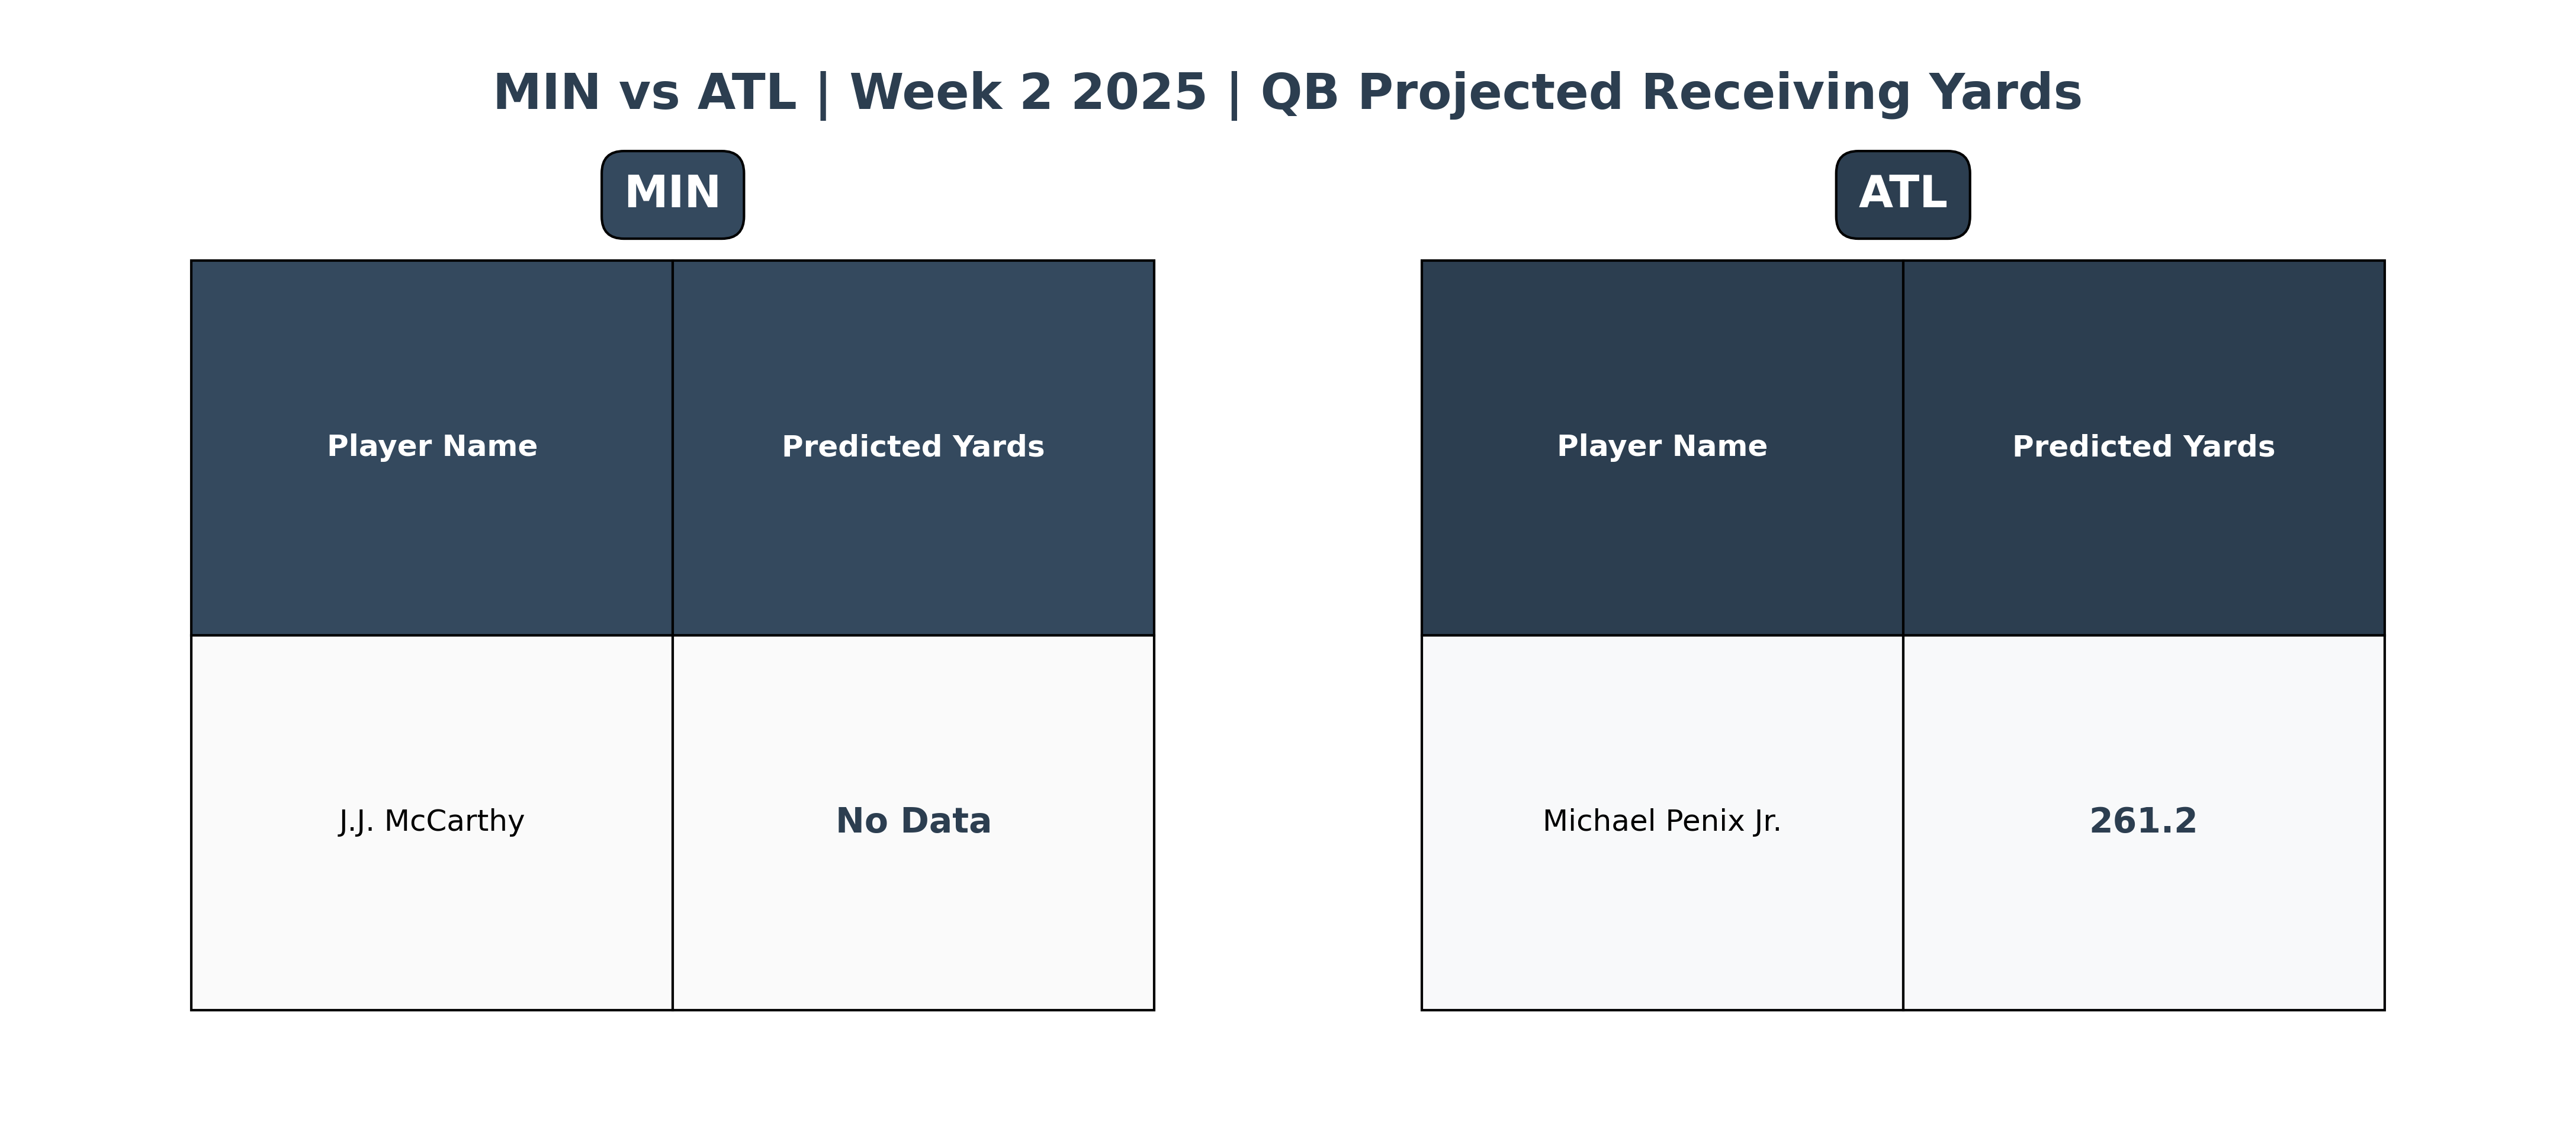 MIN vs ATL | Week 2 2025 | QB Projected Receiving Yards
MIN
Player Name Predicted Yards
J.J. McCarthy No Data
ATL
Player Name Predicted Yards
Michael Penix Jr. 261.2